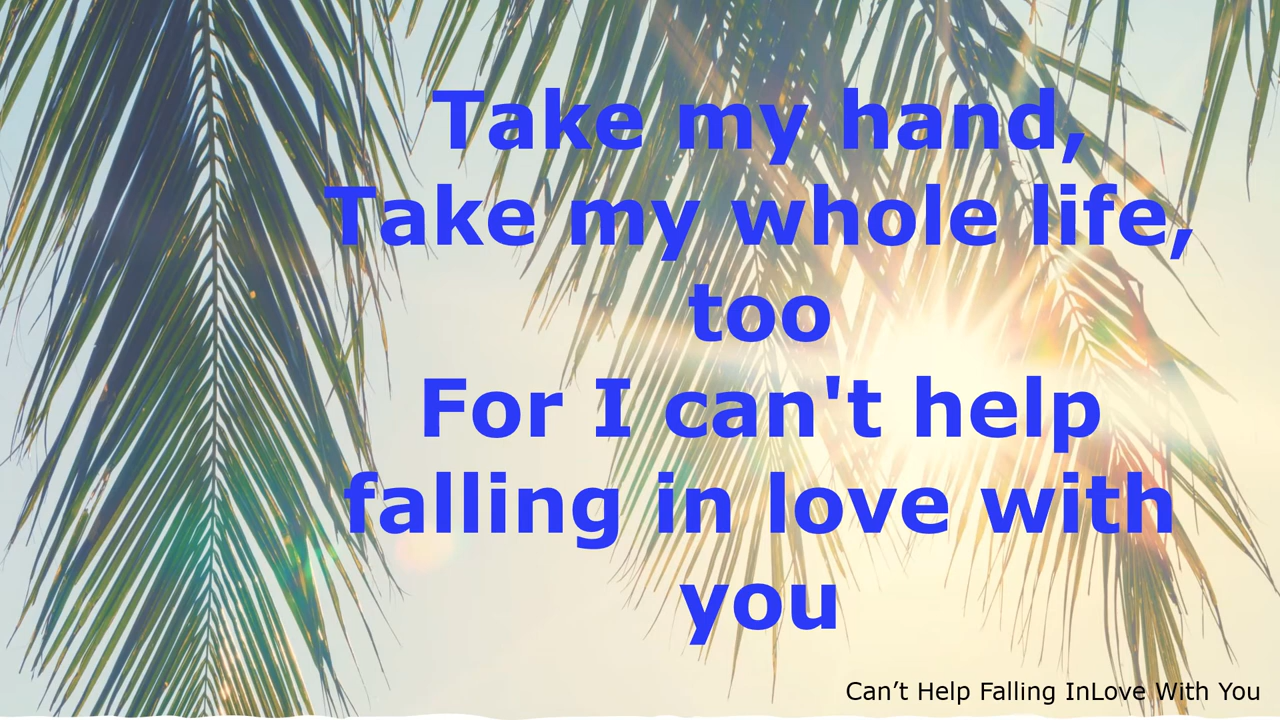 Take my hand,
Take my whole life,
too
For I can't help
falling in love with
you
Can’t Help Falling InLove With You